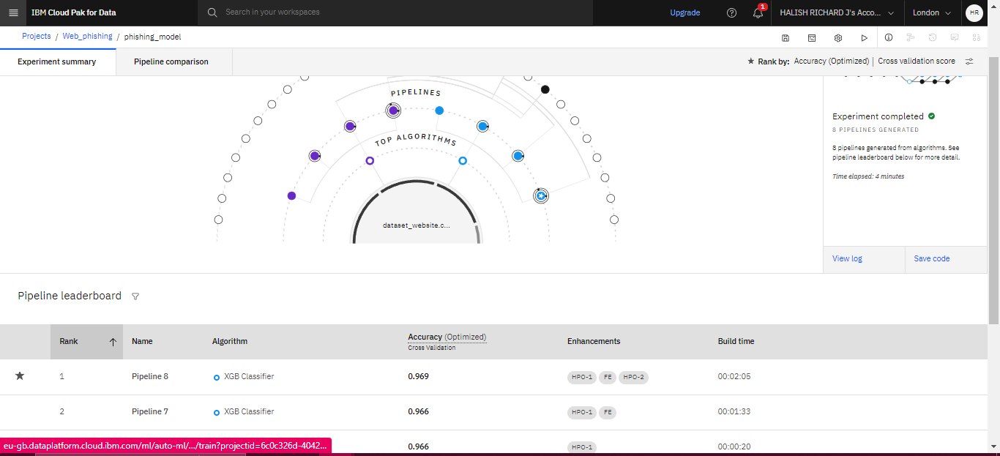 IBM Cloud Pak for Data
Search in your workspaces
Upgrade
1
HALISH RICHARD J's Acco...
London
HR
Projects / Web_phishing / phishing_model
Experiment summary
Pipeline comparison
Rank by: Accuracy (Optimized) | Cross validation score
PIPELINES
TOP ALGORITHMS
dataset_website.c...
Experiment completed
8 PIPELINES GENERATED
8 pipelines generated from algorithms. See
pipeline leaderboard below for more detail.
Time elapsed: 4 minutes
View log
Save code
Pipeline leaderboard
Rank Name Algorithm Accuracy (Optimized) Enhancements Build time
Cross Validation
1 Pipeline 8 XGB Classifier 0.969 HPO-1 FE HPO-2 00:02:05
2 Pipeline 7 XGB Classifier 0.966 HPO-1 FE 00:01:33
0.966 HPO-1 00:00:20
eu-gb.dataplatform.cloud.ibm.com/ml/auto-ml/.../train?projectid=6c0c326d-4042...